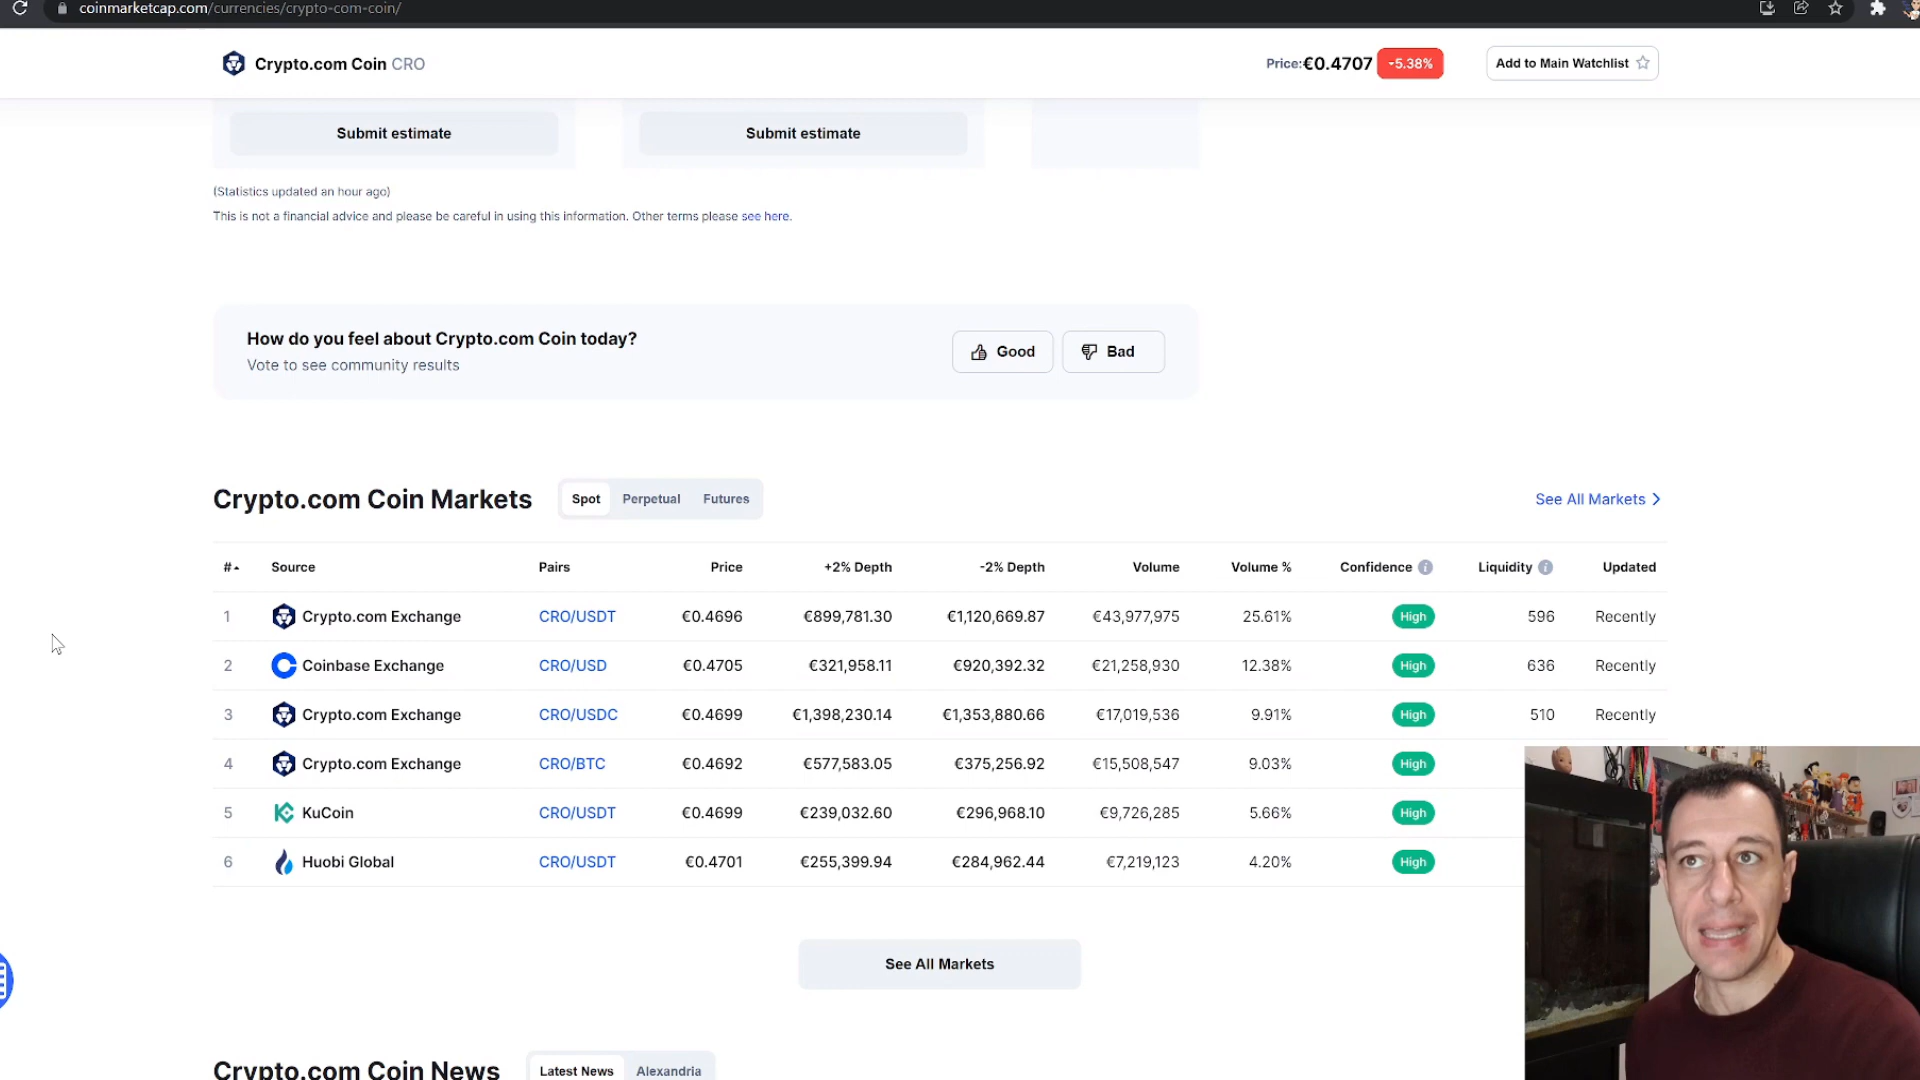 coinmarketcap.com/currencies/crypto-com-coin/
Crypto.com Coin CRO
Price:€0.4707 -5.38%
Add to Main Watchlist
Submit estimate
Submit estimate
(Statistics updated an hour ago)
This is not a financial advice and please be careful in using this information. Other terms please see here.
How do you feel about Crypto.com Coin today?
Vote to see community results
Good
Bad
Crypto.com Coin Markets
Spot Perpetual Futures
See All Markets
# Source Pairs Price +2% Depth -2% Depth Volume Volume % Confidence Liquidity Updated
1 Crypto.com Exchange CRO/USDT €0.4696 €899,781.30 €1,120,669.87 €43,977,975 25.61% High 596 Recently
2 Coinbase Exchange CRO/USD €0.4705 €321,958.11 €920,392.32 €21,258,930 12.38% High 636 Recently
3 Crypto.com Exchange CRO/USDC €0.4699 €1,398,230.14 €1,353,880.66 €17,019,536 9.91% High 510 Recently
4 Crypto.com Exchange CRO/BTC €0.4692 €577,583.05 €375,256.92 €15,508,547 9.03% High
5 KuCoin CRO/USDT €0.4699 €239,032.60 €296,968.10 €9,726,285 5.66% High
6 Huobi Global CRO/USDT €0.4701 €255,399.94 €284,962.44 €7,219,123 4.20% High
See All Markets
Crypto.com Coin News
Latest News Alexandria